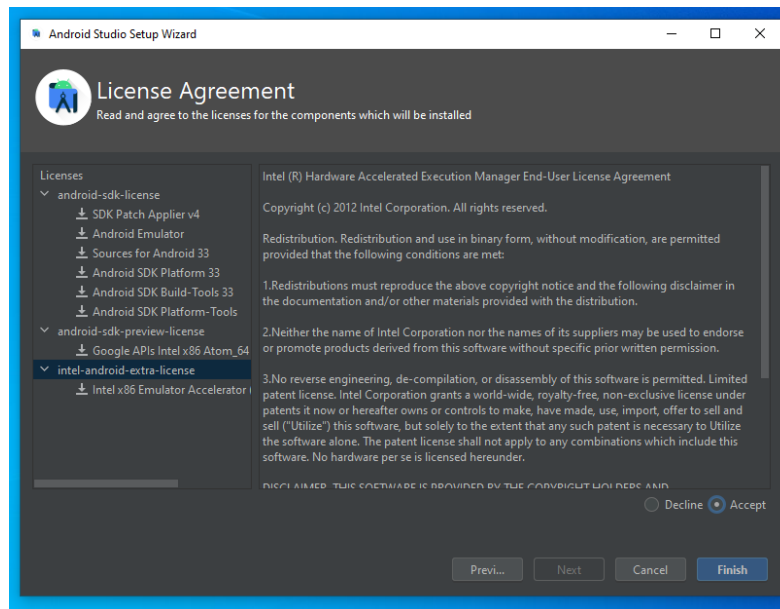 Android Studio Setup Wizard
License Agreement
Read and agree to the licenses for the components which will be installed
Licenses
android-sdk-license
SDK Patch Applier v4
Android Emulator
Sources for Android 33
Android SDK Platform 33
Android SDK Build-Tools 33
Android SDK Platform-Tools
android-sdk-preview-license
Google APIs Intel x86 Atom_64
intel-android-extra-license
Intel x86 Emulator Accelerator (
Intel (R) Hardware Accelerated Execution Manager End-User License Agreement
Copyright (c) 2012 Intel Corporation. All rights reserved.
Redistribution. Redistribution and use in binary form, without modification, are permitted
provided that the following conditions are met:
1.Redistributions must reproduce the above copyright notice and the following disclaimer in
the documentation and/or other materials provided with the distribution.
2.Neither the name of Intel Corporation nor the names of its suppliers may be used to endorse
or promote products derived from this software without specific prior written permission.
3.No reverse engineering, de-compilation, or disassembly of this software is permitted. Limited
patent license. Intel Corporation grants a world-wide, royalty-free, non-exclusive license under
patents it now or hereafter owns or controls to make, have made, use, import, offer to sell and
sell ("Utilize") this software, but solely to the extent that any such patent is necessary to Utilize
the software alone. The patent license shall not apply to any combinations which include this
software. No hardware per se is licensed hereunder.
DISCLAIMER. THIS SOFTWARE IS PROVIDED BY THE COPYRIGHT HOLDERS AND
Decline
Accept
Previ...
Next
Cancel
Finish